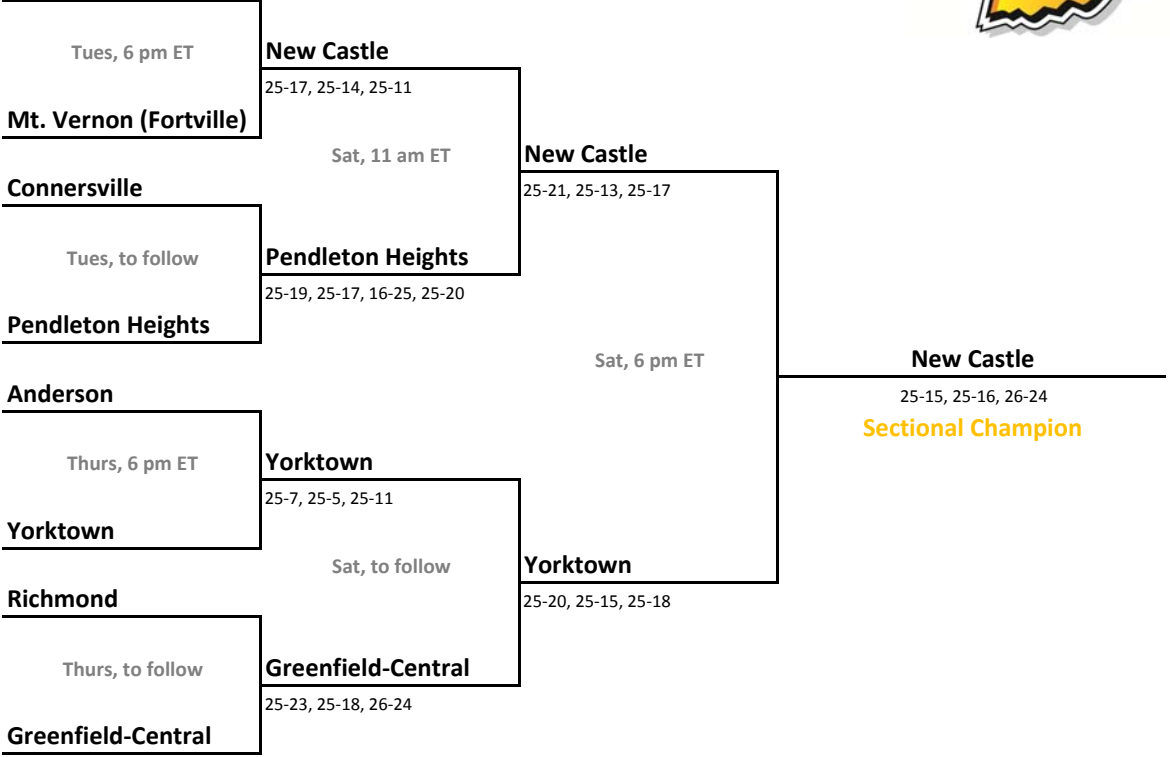 Tues, 6 pm ET
New Castle
25-17, 25-14, 25-11
Mt. Vernon (Fortville)
Sat, 11 am ET
New Castle
Connersville
25-21, 25-13, 25-17
Tues, to follow
Pendleton Heights
25-19, 25-17, 16-25, 25-20
Pendleton Heights
Sat, 6 pm ET
New Castle
Anderson
25-15, 25-16, 26-24
Sectional Champion
Thurs, 6 pm ET
Yorktown
25-7, 25-5, 25-11
Yorktown
Sat, to follow
Yorktown
Richmond
25-20, 25-15, 25-18
Thurs, to follow
Greenfield-Central
25-23, 25-18, 26-24
Greenfield-Central